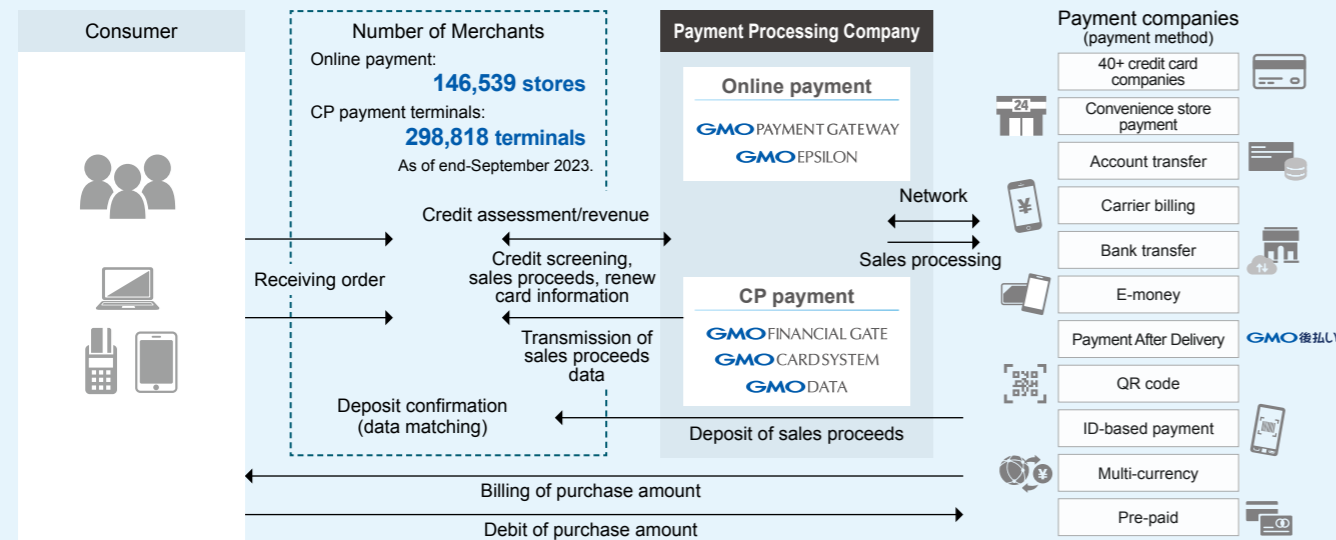 Consumer
Number of Merchants
Online payment:
146,539 stores
CP payment terminals:
298,818 terminals
As of end-September 2023.
Payment Processing Company
Online payment
GMO PAYMENT GATEWAY
GMO EPSILON
CP payment
GMO FINANCIAL GATE
GMO CARD SYSTEM
GMO DATA
Receiving order
Credit assessment/revenue
Credit screening,
sales proceeds, renew
card information
Transmission of
sales proceeds
data
Deposit confirmation
(data matching)
Deposit of sales proceeds
Network
Sales processing
Billing of purchase amount
Debit of purchase amount
Payment companies
(payment method)
40+ credit card
companies
24
Convenience store
payment
Account transfer
¥
Carrier billing
Bank transfer
E-money
Payment After Delivery
GMO後払い
QR code
ID-based payment
¥
Multi-currency
Pre-paid